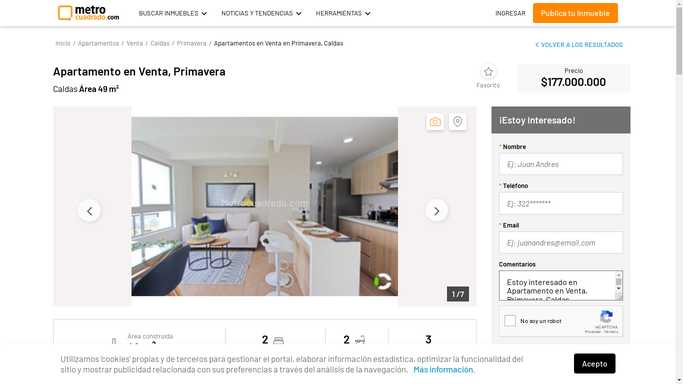 metro
cuadrado.com
BUSCAR INMUEBLES
NOTICIAS Y TENDENCIAS
HERRAMIENTAS
INGRESAR
Publica tu Inmueble
Inicio / Apartamentos / Venta / Caldas / Primavera / Apartamentos en Venta en Primavera, Caldas
VOLVER A LOS RESULTADOS
Apartamento en Venta, Primavera
Caldas Área 49 m²
Favorito
Precio
$177.000.000
metrocuadrado.com
1 / 7
¡Estoy Interesado!
* Nombre
Ej: Juan Andres
* Teléfono
Ej: 322*******
* Email
Ej: juanandres@email.com
Comentarios
Estoy interesado en
Apartamento en Venta,
Primavera, Caldas
No soy un robot
reCAPTCHA
Privacidad - Términos
Área construida
2
2
3
Utilizamos 'cookies' propias y de terceros para gestionar el portal, elaborar información estadística, optimizar la funcionalidad del
sitio y mostrar publicidad relacionada con sus preferencias a través del análisis de la navegación. Más información.
Acepto